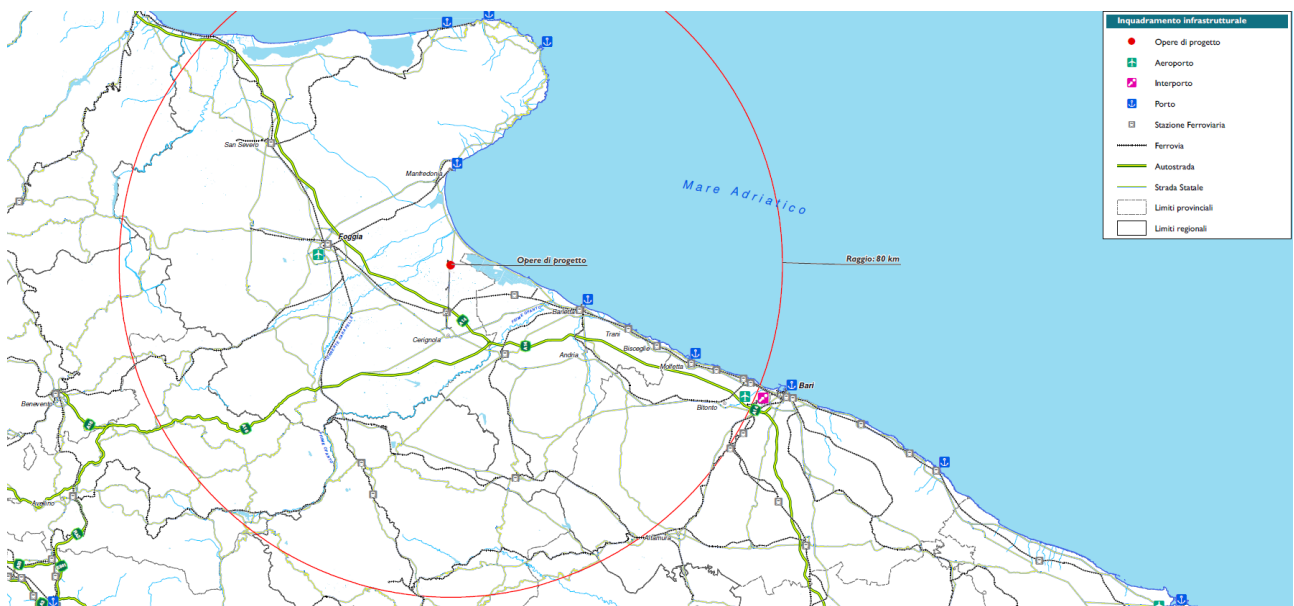 Inquadramento infrastrutturale
Opere di progetto
Aeroporto
Interporto
Porto
Stazione Ferroviaria
Ferrovia
Autostrada
Strada Statale
Limiti provinciali
Limiti regionali
San Severo
Manfredonia
Mare Adriatico
Foggia
Opere di progetto
Raggio: 80 km
Barletta
Cerignola
Trani
Andria
Bisceglie
Molfetta
Bari
Bitonto
Benevento
Avellino
Altamura